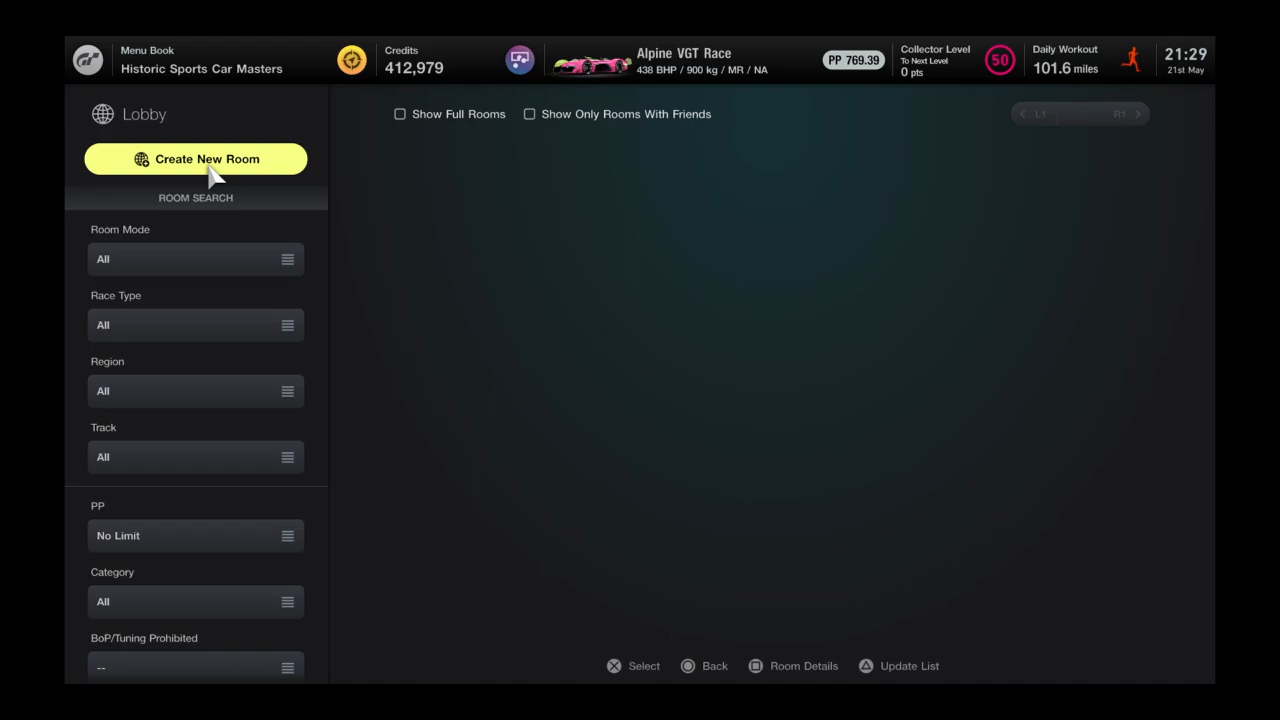 Menu Book
Historic Sports Car Masters
Credits
412,979
Alpine VGT Race
438 BHP / 900 kg / MR / NA
PP 769.39
Collector Level
To Next Level
0 pts
50
Daily Workout
101.6 miles
21:29
21st May
Lobby
Show Full Rooms
Show Only Rooms With Friends
L1
R1
Create New Room
ROOM SEARCH
Room Mode
All
Race Type
All
Region
All
Track
All
PP
No Limit
Category
All
BoP/Tuning Prohibited
--
Select
Back
Room Details
Update List